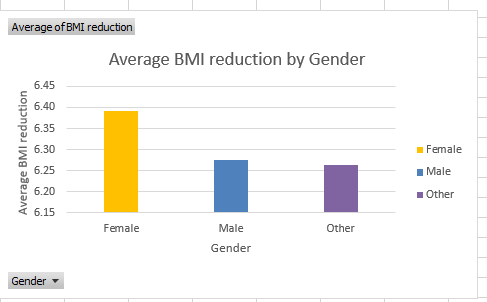 Average of BMI reduction
Average BMI reduction by Gender
Average BMI reduction
6.45
6.40
6.35
6.30
6.25
6.20
6.15
Female
Male
Other
Gender
Female
Male
Other
Gender